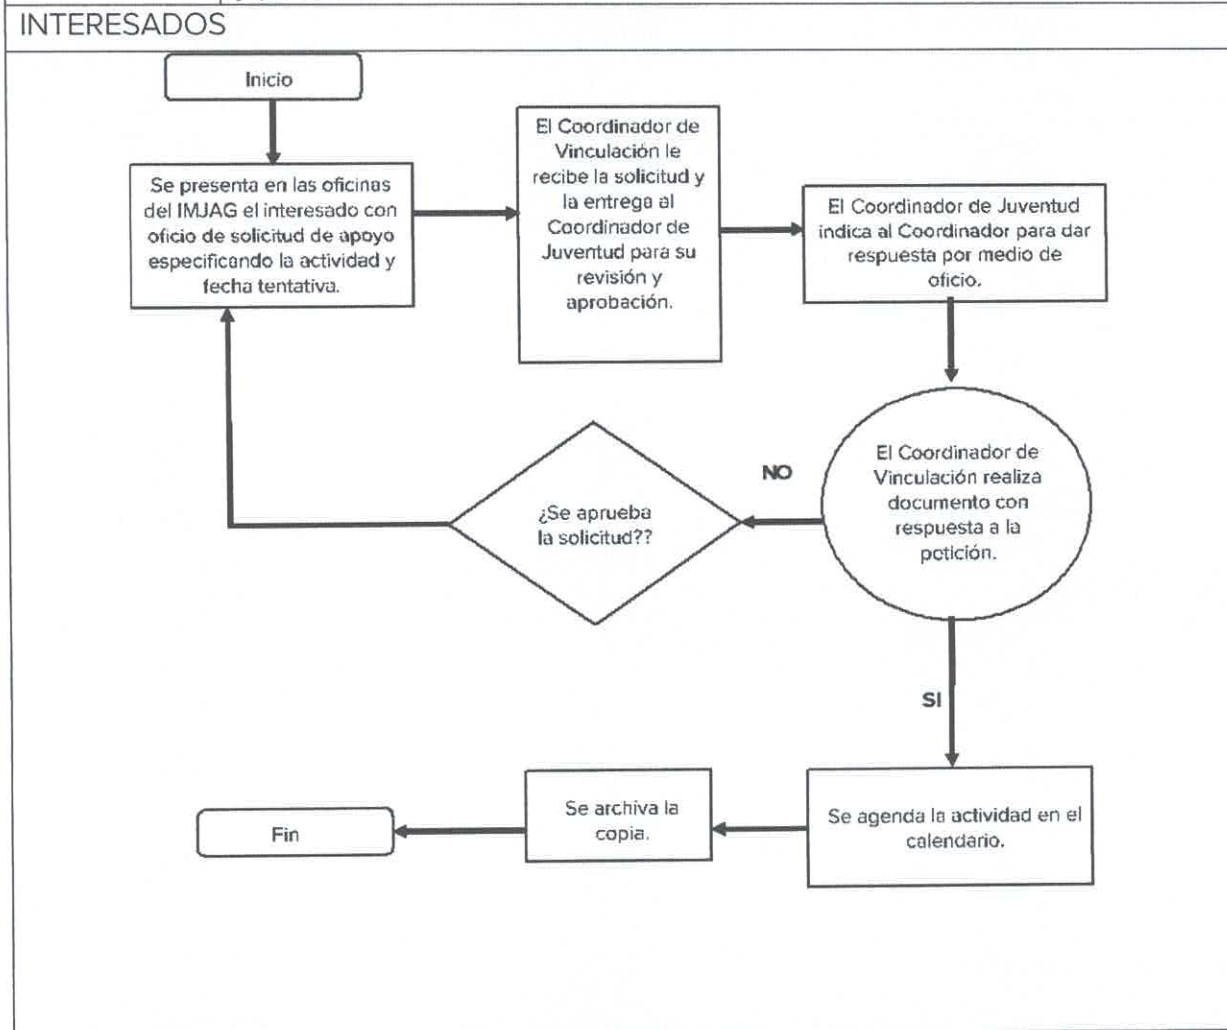 INTERESADOS
Inicio
Se presenta en las oficinas
del IMJAG el interesado con
oficio de solicitud de apoyo
especificando la actividad y
fecha tentativa.
El Coordinador de
Vinculación le
recibe la solicitud y
la entrega al
Coordinador de
Juventud para su
revisión y
aprobación.
El Coordinador de Juventud
indica al Coordinador para dar
respuesta por medio de
oficio.
El Coordinador de
Vinculación realiza
documento con
respuesta a la
petición.
NO
¿Se aprueba
la solicitud??
SI
Se agenda la actividad en el
calendario.
Se archiva la
copia.
Fin